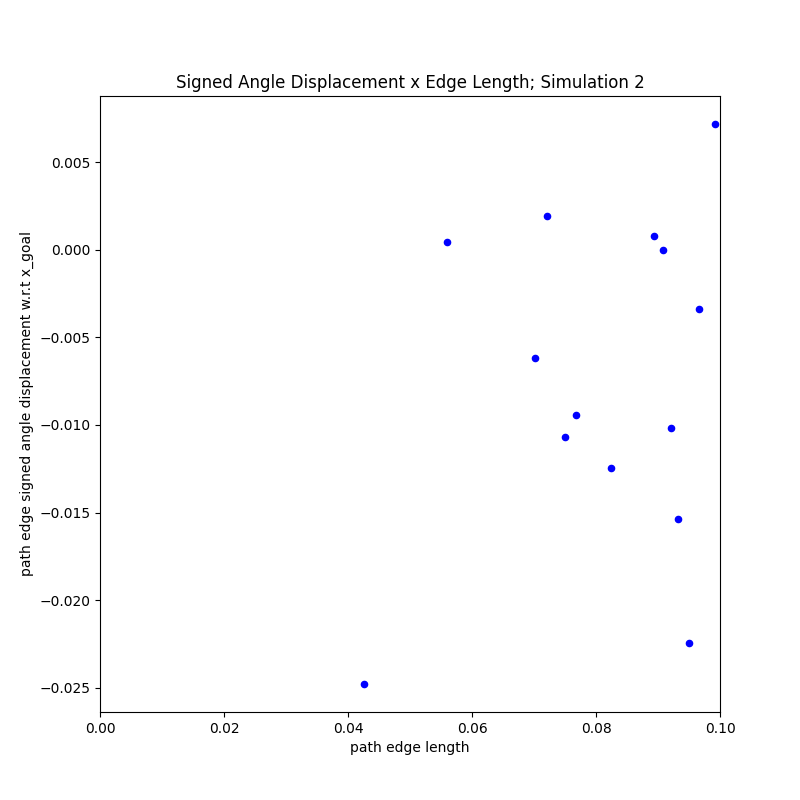 Signed Angle Displacement x Edge Length; Simulation 2
path edge signed angle displacement w.r.t x_goal
0.005
0.000
−0.005
−0.010
−0.015
−0.020
−0.025
0.00 0.02 0.04 0.06 0.08 0.10
path edge length